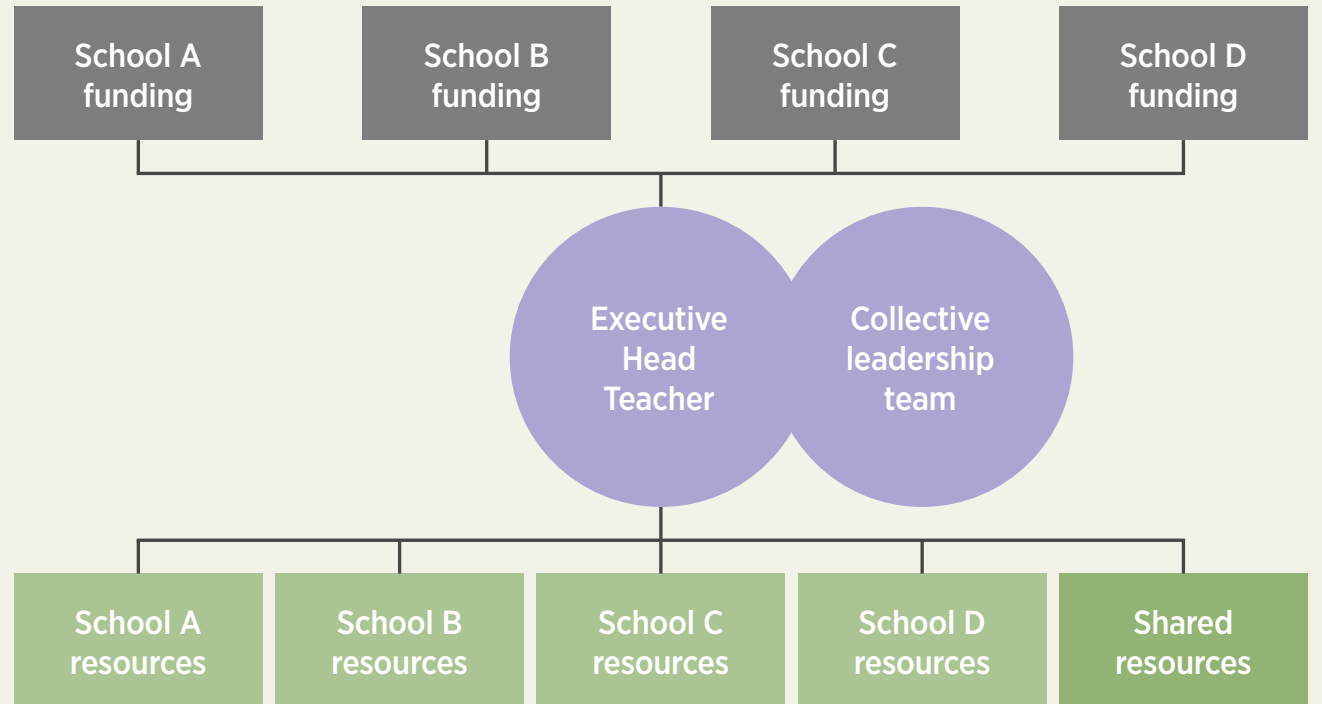 School A
funding
School B
funding
School C
funding
School D
funding
Executive
Head
Teacher
Collective
leadership
team
School A
resources
School B
resources
School C
resources
School D
resources
Shared
resources